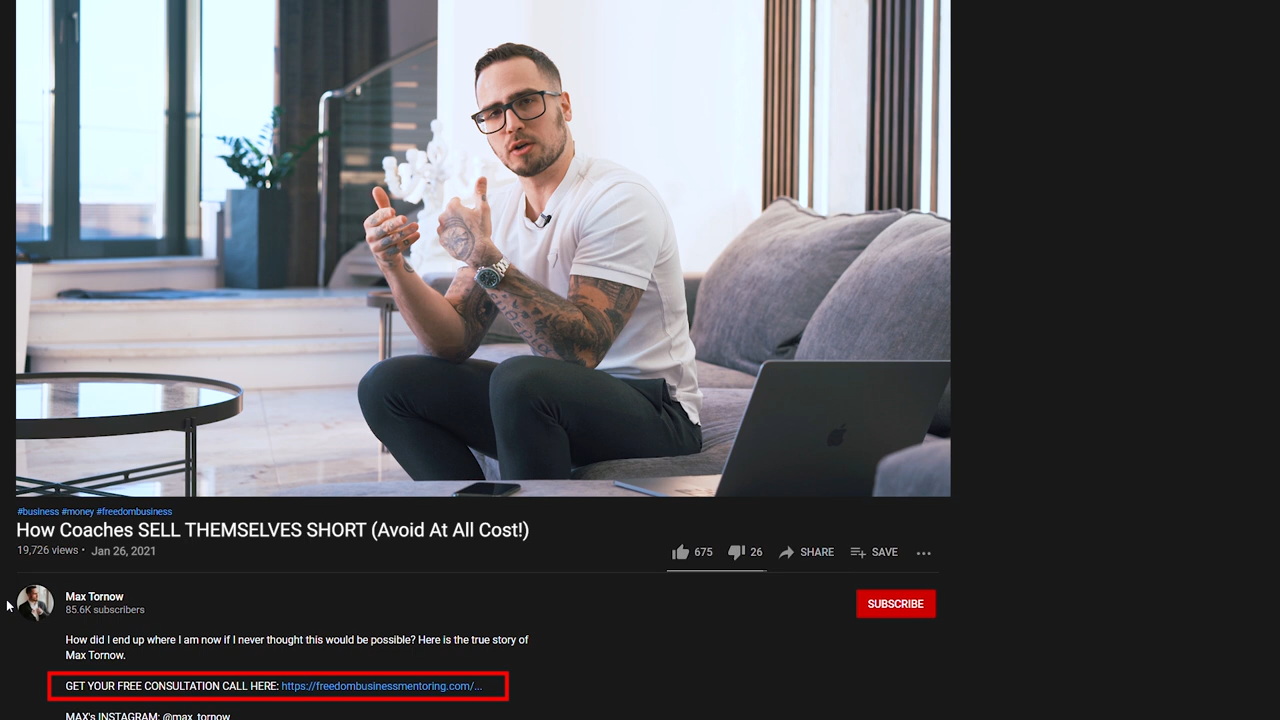 #business #money #freedombusiness
How Coaches SELL THEMSELVES SHORT (Avoid At All Cost!)
19,726 views • Jan 26, 2021
675 26 SHARE SAVE ...
Max Tornow
85.6K subscribers
SUBSCRIBE
How did I end up where I am now if I never thought this would be possible? Here is the true story of
Max Tornow.
GET YOUR FREE CONSULTATION CALL HERE: https://freedombusinessmentoring.com/...
MAX's INSTAGRAM: @max_tornow